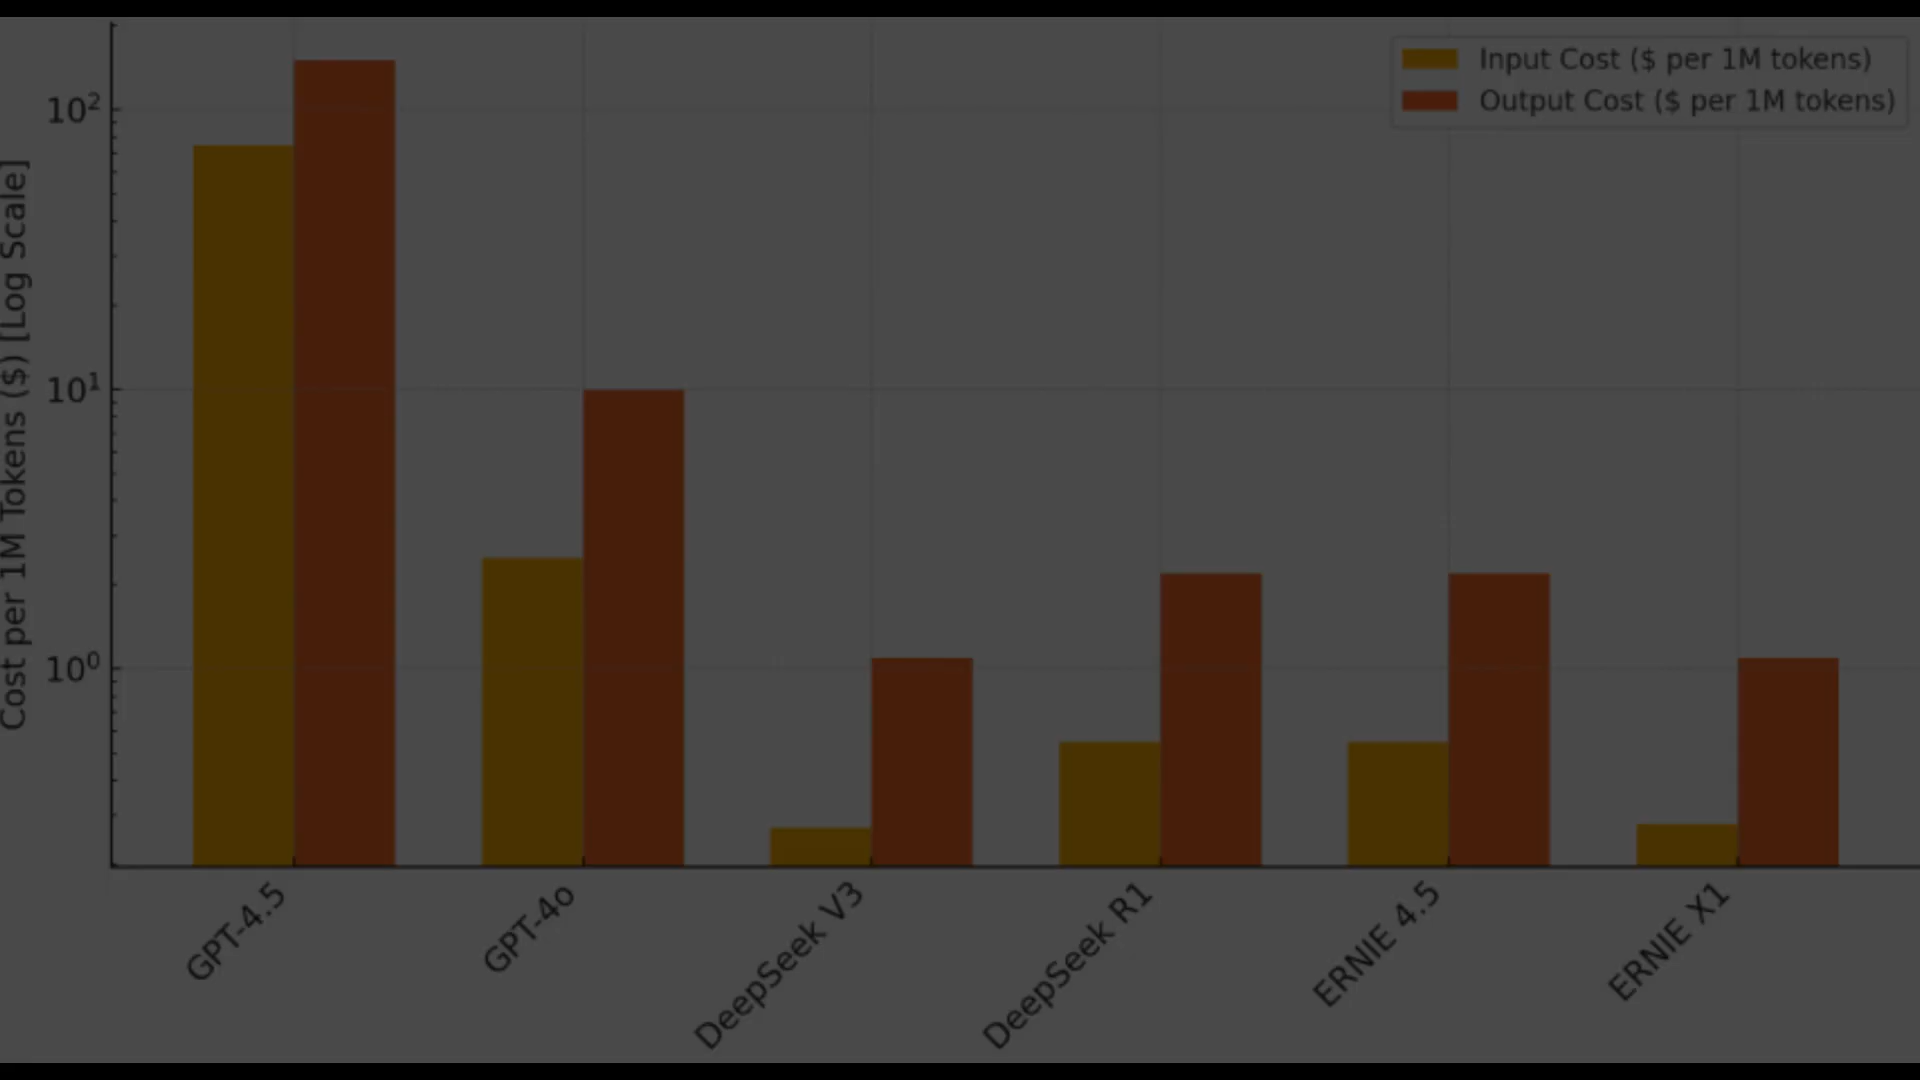 Input Cost ($ per 1M tokens)
Output Cost ($ per 1M tokens)
Cost per 1M Tokens ($) [Log Scale]
10²
10¹
10⁰
GPT-4.5
GPT-4o
DeepSeek V3
DeepSeek R1
ERNIE 4.5
ERNIE X1